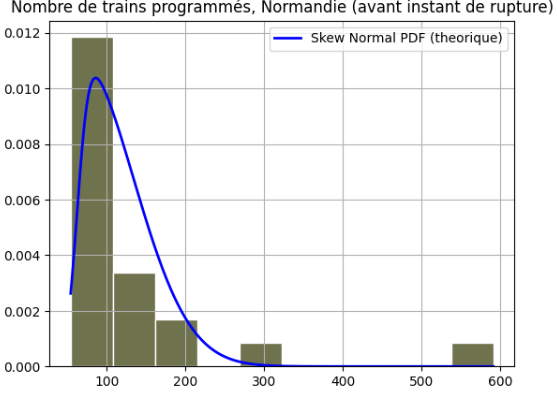 Nombre de trains programmés, Normandie (avant instant de rupture)
Skew Normal PDF (theorique)
0.012
0.010
0.008
0.006
0.004
0.002
0.000
100 200 300 400 500 600